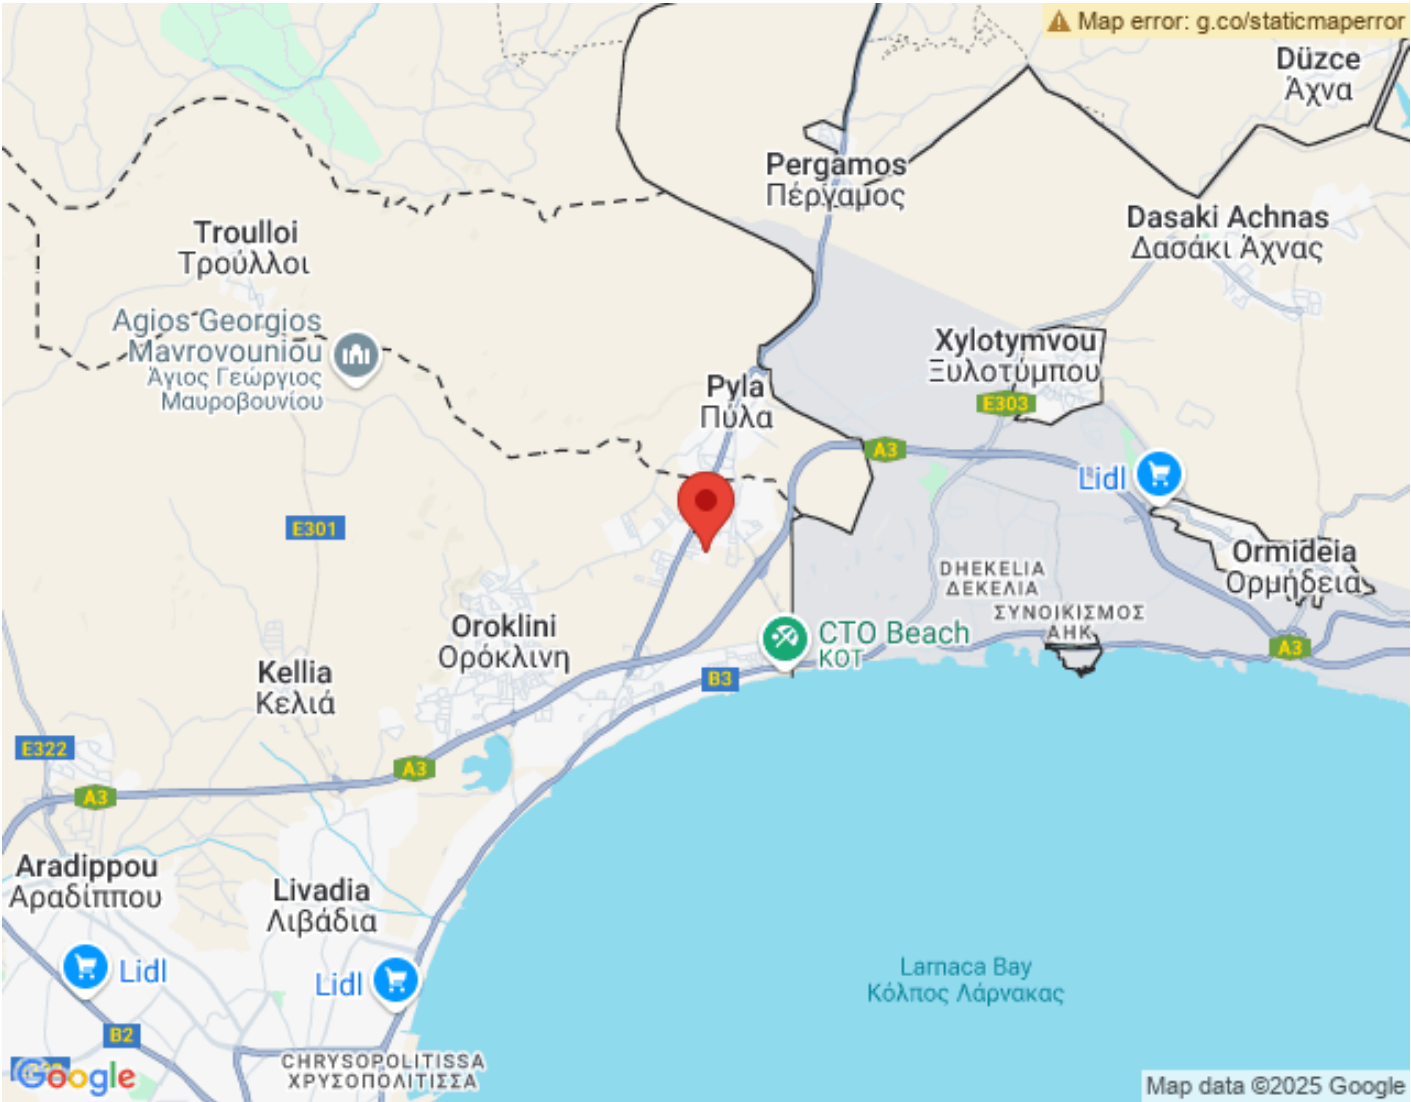 Map error: g.co/staticmaperror
Düzce
Άχνα
Pergamos
Πέργαμος
Dasaki Achnas
Δασάκι Άχνας
Troulloi
Τρούλλοι
Agios Georgios
Mavrovouniou
Άγιος Γεώργιος
Μαυροβουνίου
Xylotymvou
Ξυλοτύμπου
E303
Pyla
Πύλα
A3
Lidl
E301
Ormideia
Ορμήδεια
DHEKELIA
ΔΕΚΕΛΙΑ
ΣΥΝΟΙΚΙΣΜΟΣ
ΑΗΚ
Oroklini
Ορόκλινη
CTO Beach
ΚΟΤ
A3
Kellia
Κελιά
B3
E322
A3
A3
Aradippou
Αραδίππου
Livadia
Λιβάδια
Lidl
Lidl
Larnaca Bay
Κόλπος Λάρνακας
B2
CHRYSOPOLITISSA
ΧΡΥΣΟΠΟΛΙΤΙΣΣΑ
Google
Map data ©2025 Google